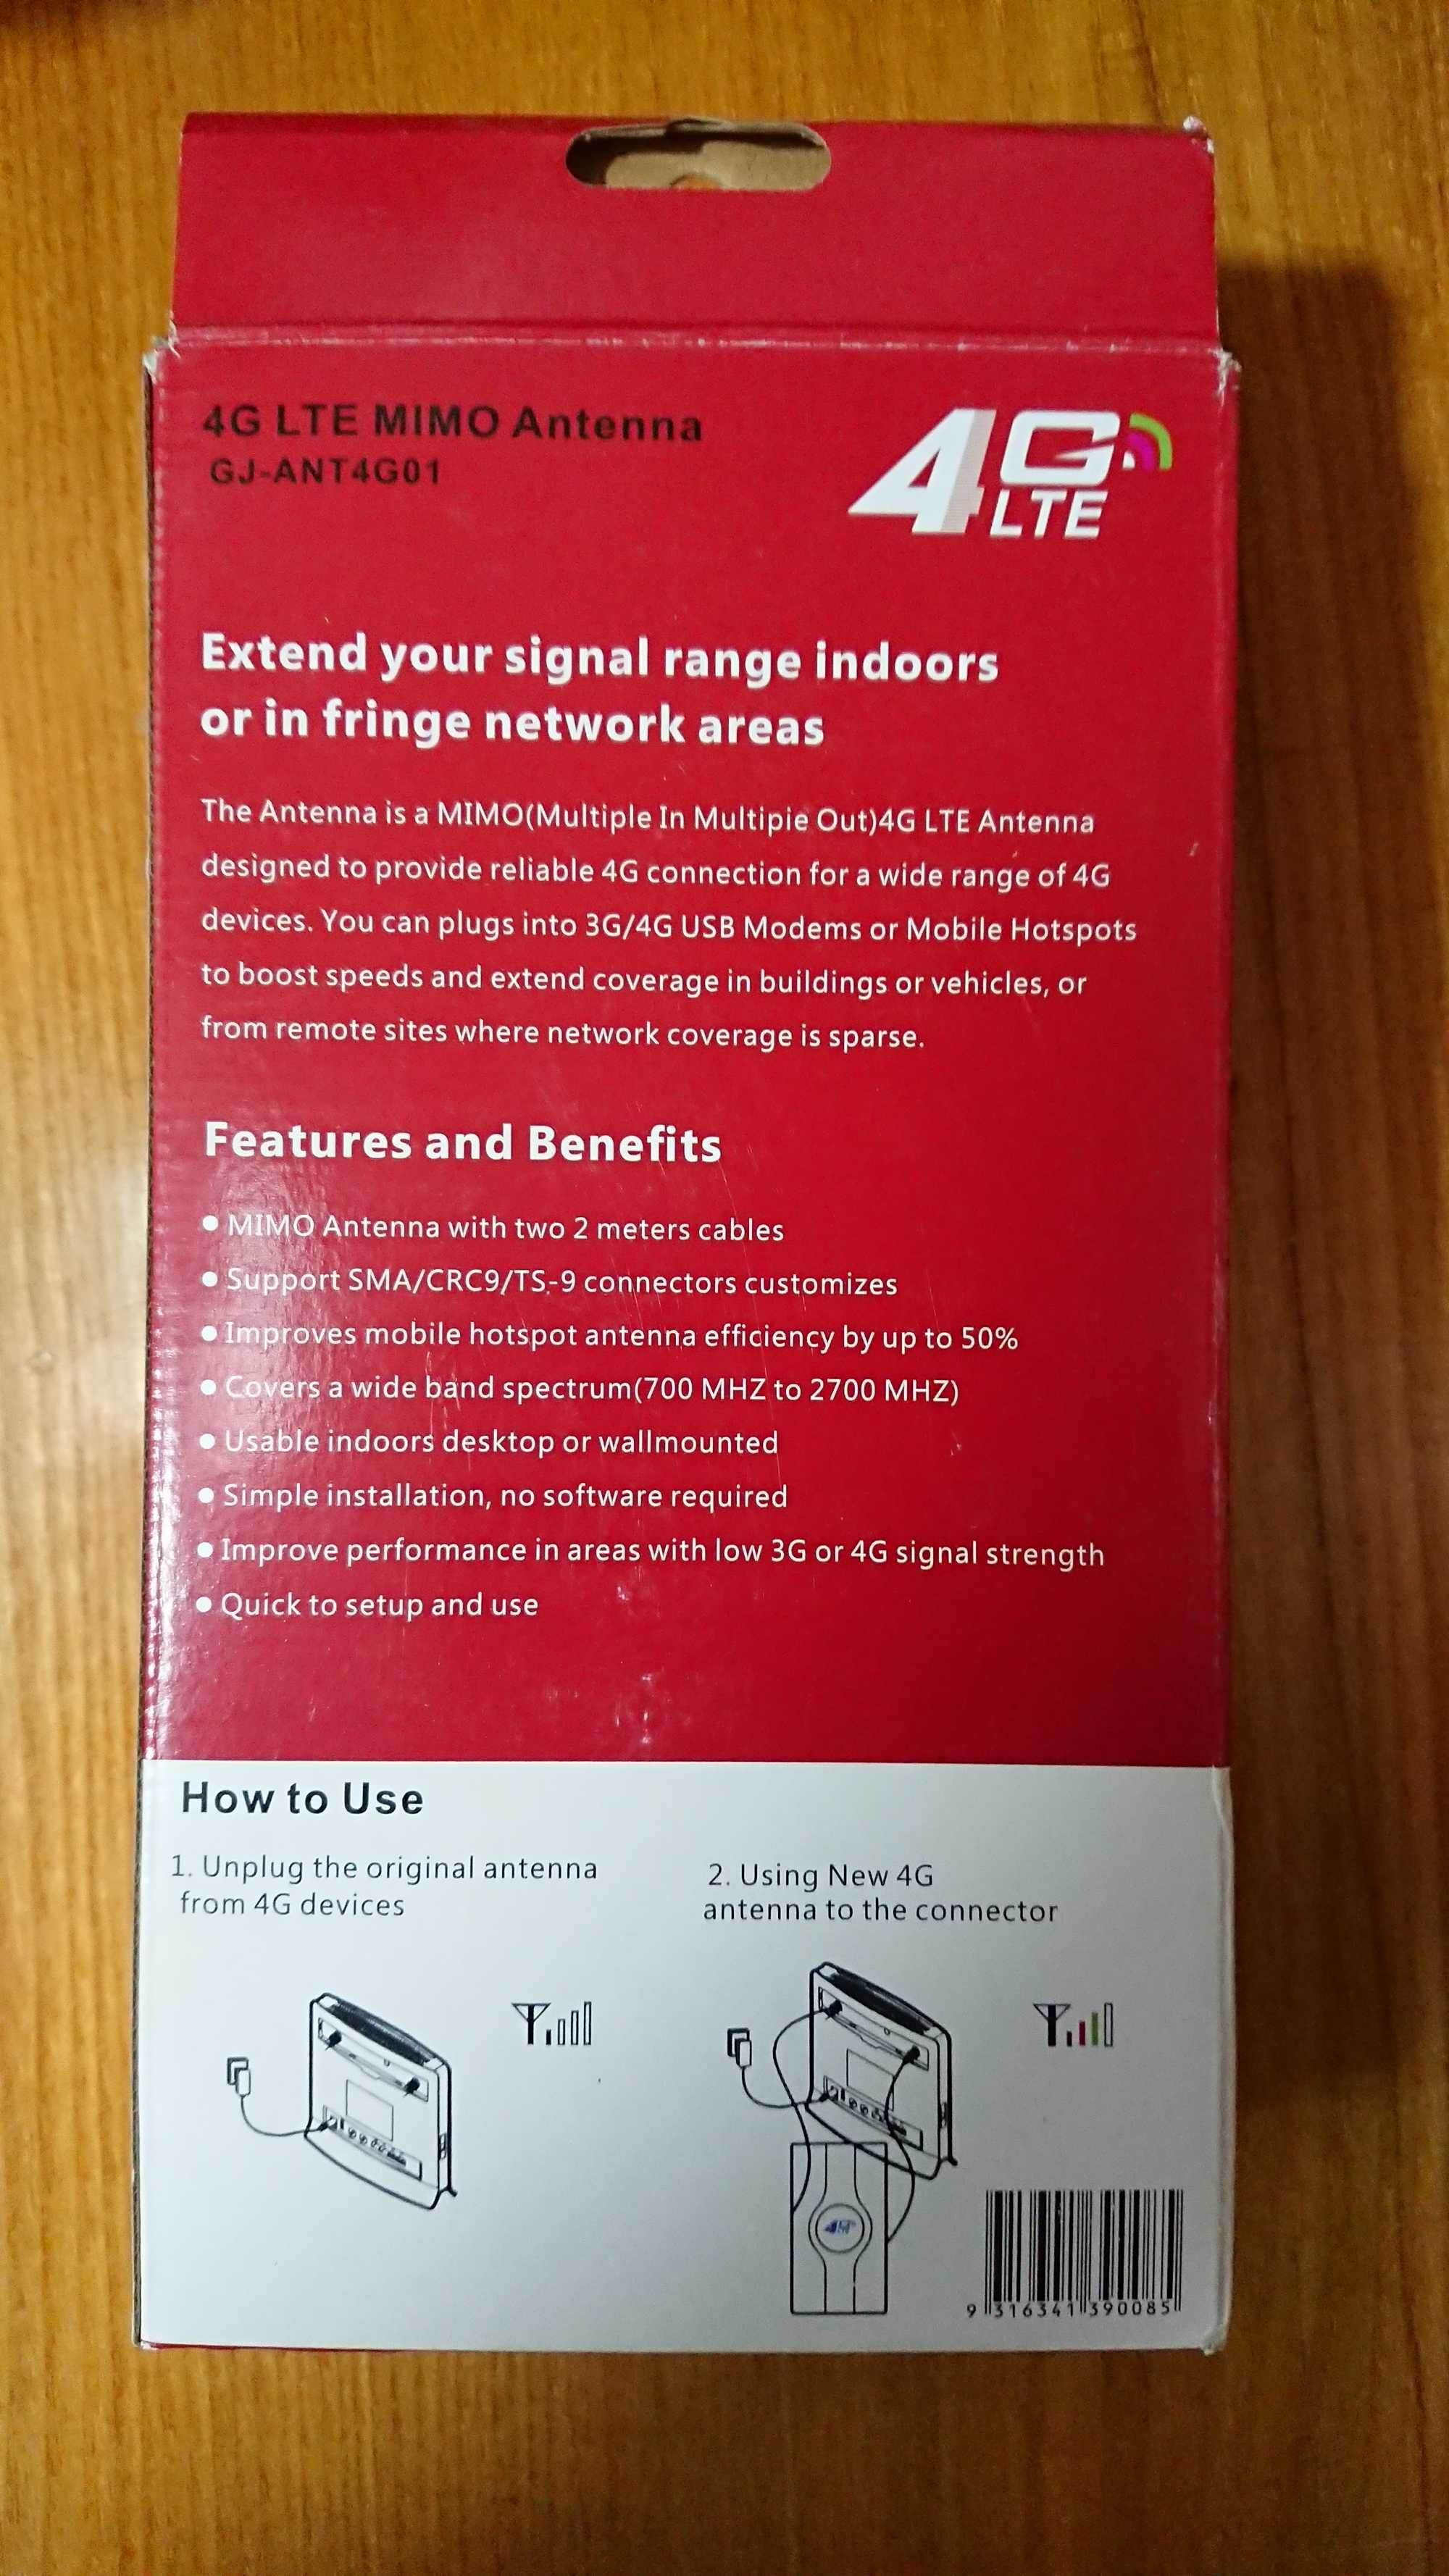 4G LTE MIMO Antenna
GJ-ANT4G01
4G
LTE
Extend your signal range indoors
or in fringe network areas
The Antenna is a MIMO(Multiple In Multipie Out)4G LTE Antenna
designed to provide reliable 4G connection for a wide range of 4G
devices. You can plugs into 3G/4G USB Modems or Mobile Hotspots
to boost speeds and extend coverage in buildings or vehicles, or
from remote sites where network coverage is sparse.
Features and Benefits
● MIMO Antenna with two 2 meters cables
● Support SMA/CRC9/TS-9 connectors customizes
● Improves mobile hotspot antenna efficiency by up to 50%
● Covers a wide band spectrum(700 MHZ to 2700 MHZ)
● Usable indoors desktop or wallmounted
● Simple installation, no software required
● Improve performance in areas with low 3G or 4G signal strength
● Quick to setup and use
How to Use
1. Unplug the original antenna
from 4G devices
2. Using New 4G
antenna to the connector
4G
9 316341 390085